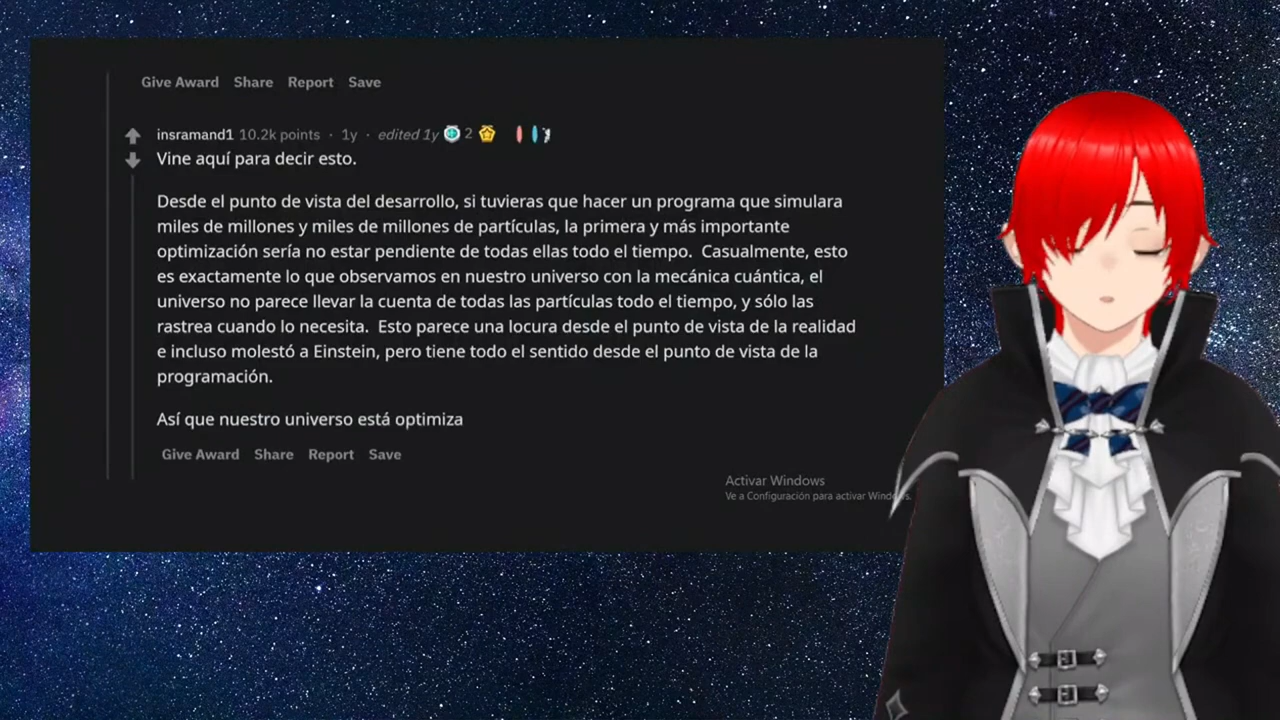 Give Award Share Report Save
insramand1 10.2k points · 1y · edited 1y 2
Vine aquí para decir esto.
Desde el punto de vista del desarrollo, si tuvieras que hacer un programa que simulara
miles de millones y miles de millones de partículas, la primera y más importante
optimización sería no estar pendiente de todas ellas todo el tiempo. Casualmente, esto
es exactamente lo que observamos en nuestro universo con la mecánica cuántica, el
universo no parece llevar la cuenta de todas las partículas todo el tiempo, y sólo las
rastrea cuando lo necesita. Esto parece una locura desde el punto de vista de la realidad
e incluso molestó a Einstein, pero tiene todo el sentido desde el punto de vista de la
programación.
Así que nuestro universo está optimiza
Give Award Share Report Save
Activar Windows
Ve a Configuración para activar Windows.